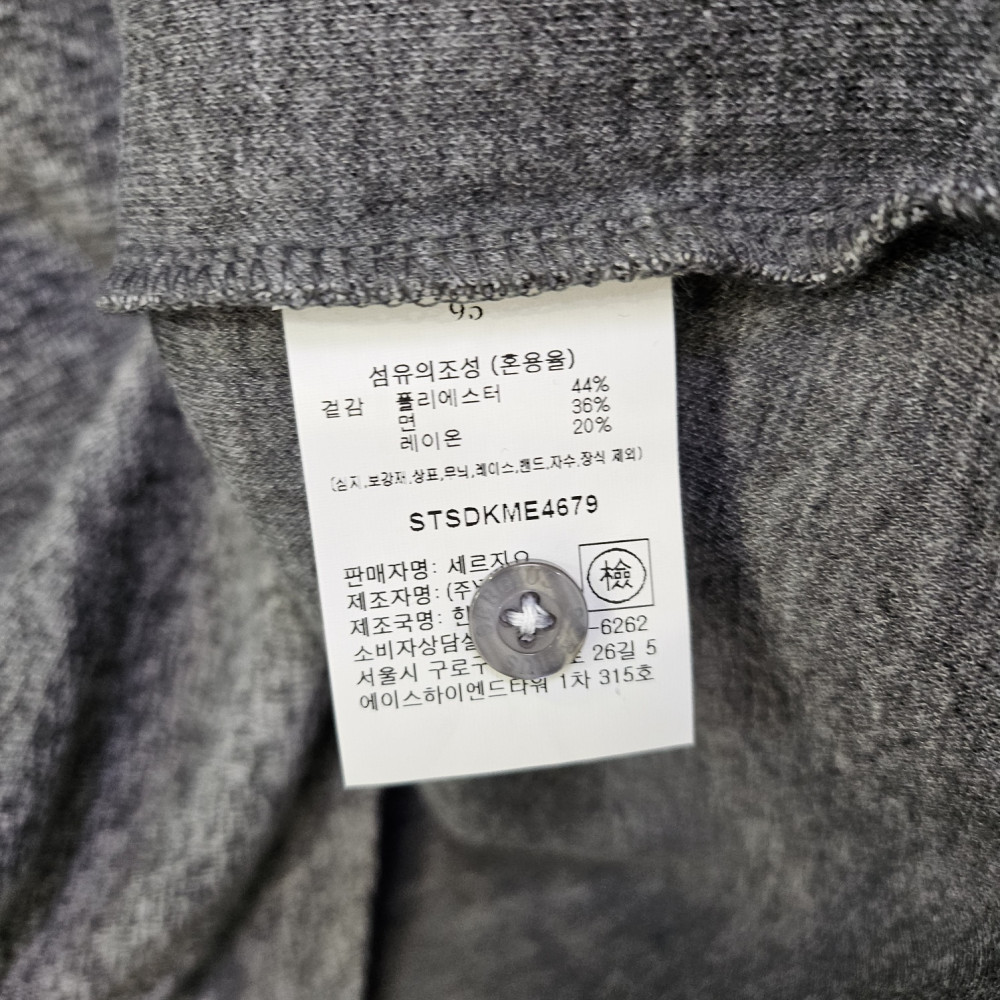 95
섬유의조성 (혼용율)
겉감 폴리에스터 44%
면 36%
레이온 20%
(심지,보강재,상표,무늬,레이스,밴드,자수,장식 제외)
STSDKME4679
판매자명: 세르지오
檢
제조자명: (주)
제조국명: 한
소비자상담실 -6262
서울시 구로구 26길 5
에이스하이엔드타워 1차 315호